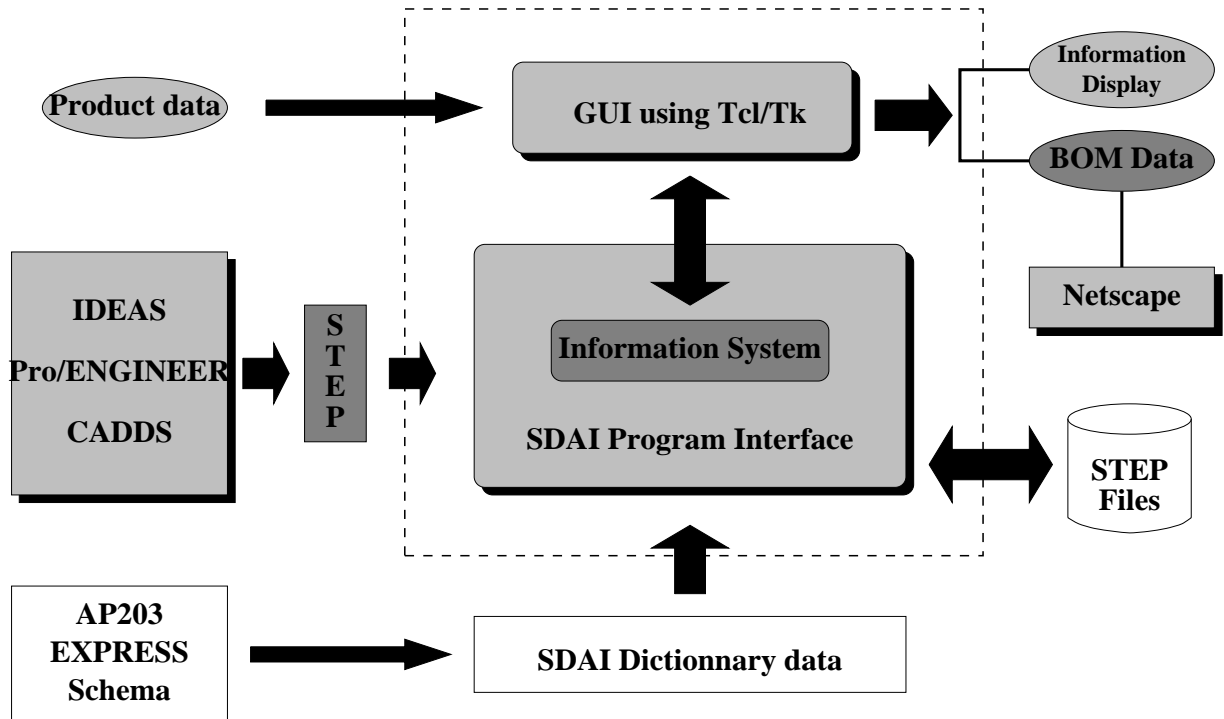 Product data
GUI using Tcl/Tk
Information
Display
BOM Data
Netscape
IDEAS
Pro/ENGINEER
CADDS
S
T
E
P
Information System
SDAI Program Interface
STEP
Files
AP203
EXPRESS
Schema
SDAI Dictionnary data